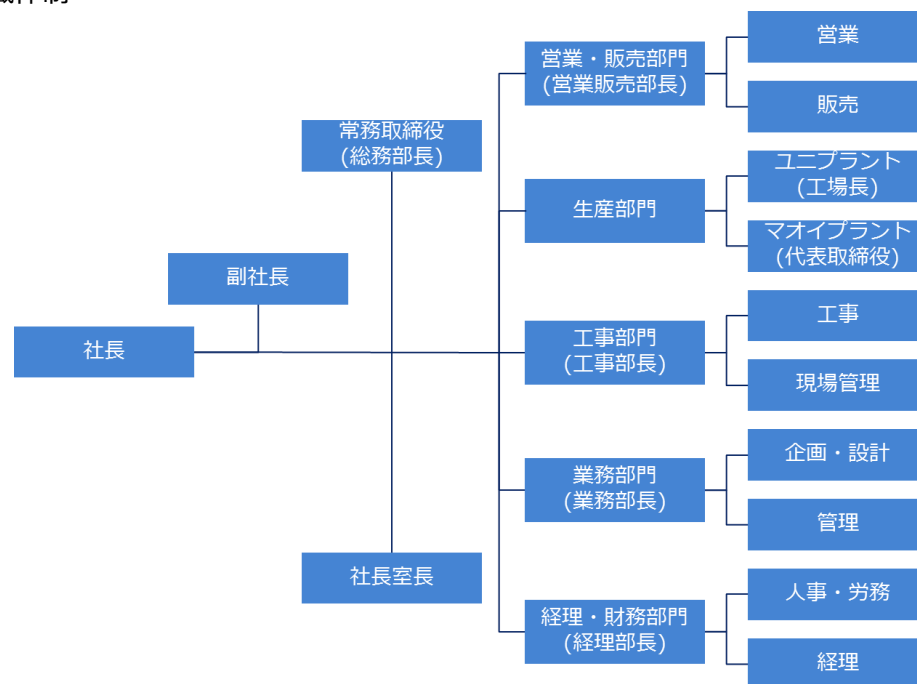 営業
営業・販売部門
(営業販売部長)
販売
常務取締役
(総務部長)
ユニプラント
(工場長)
生産部門
マオイプラント
(代表取締役)
副社長
工事
社長
工事部門
(工事部長)
現場管理
企画・設計
業務部門
(業務部長)
管理
社長室長
人事・労務
経理・財務部門
(経理部長)
経理